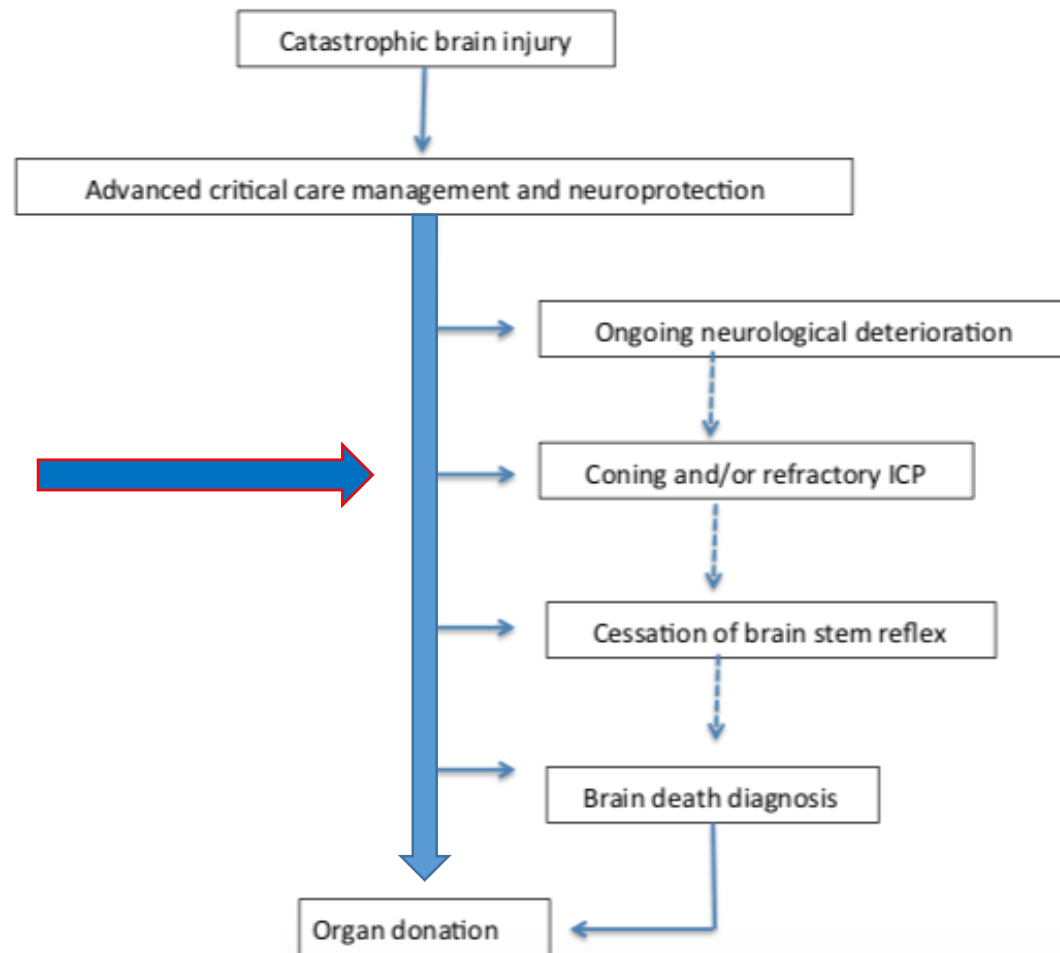 Catastrophic brain injury
Advanced critical care management and neuroprotection
Ongoing neurological deterioration
Coning and/or refractory ICP
Cessation of brain stem reflex
Brain death diagnosis
Organ donation